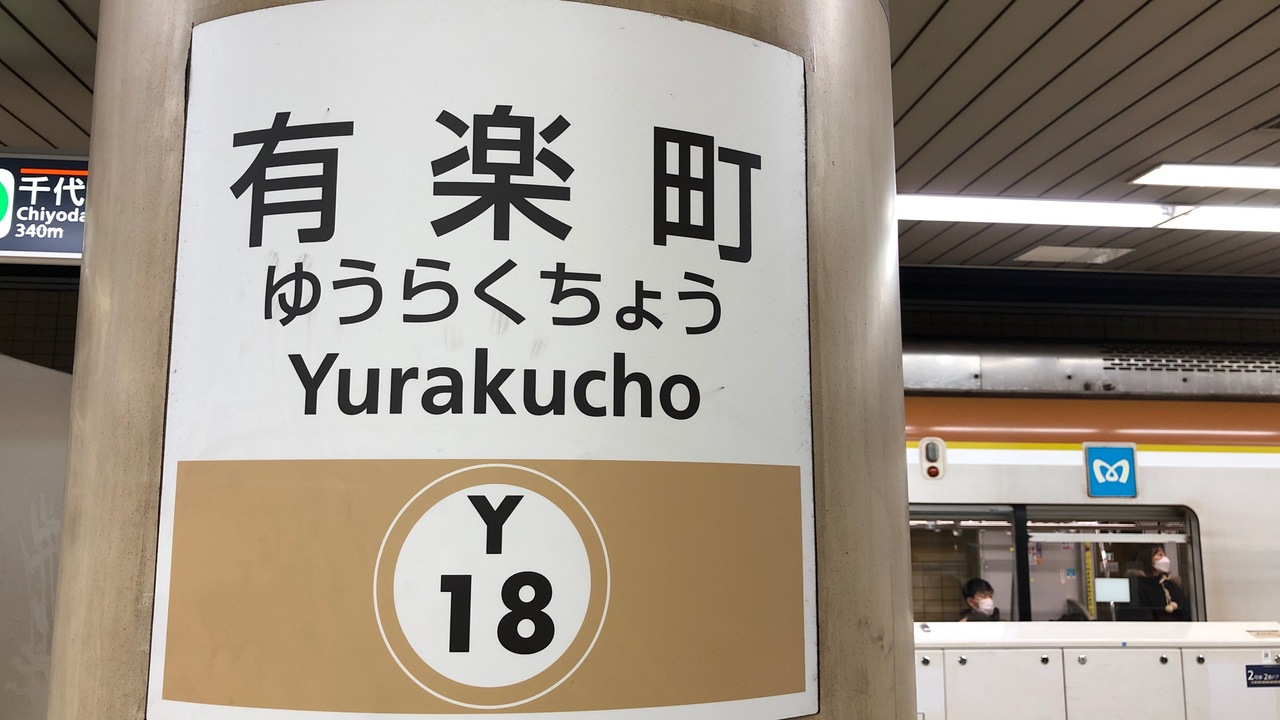 有楽町
ゆうらくちょう
Yurakucho
Y
18
千代
Chiyoda
340m